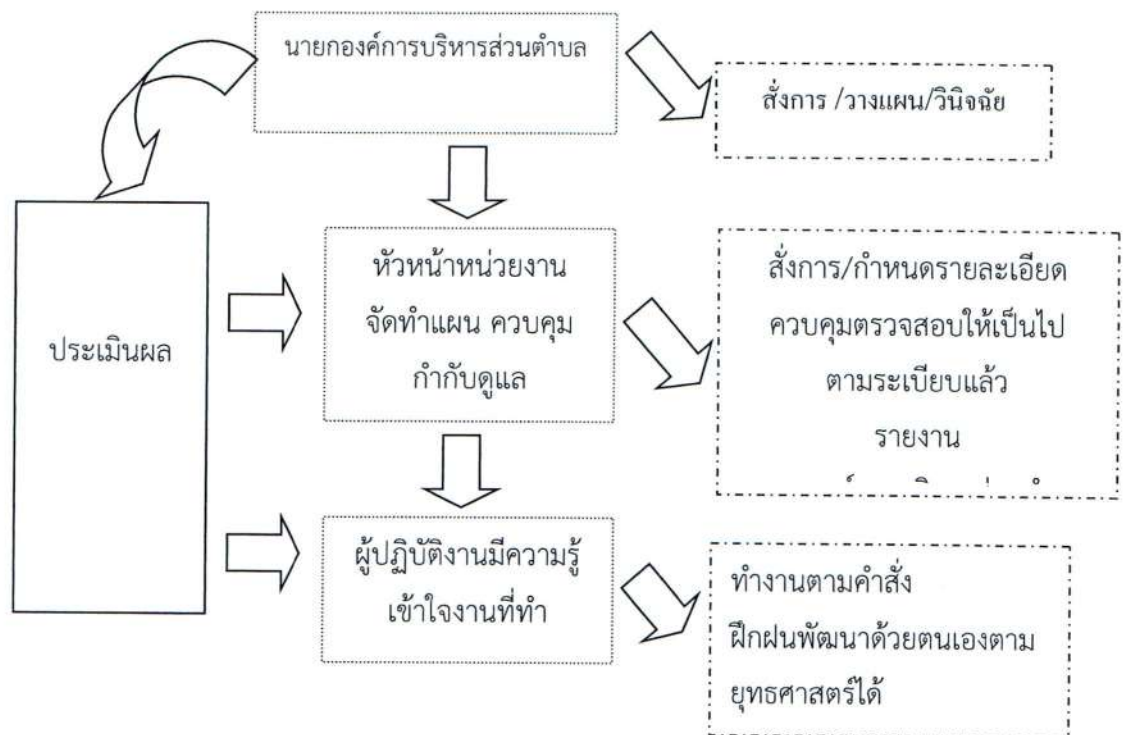 นายกองค์การบริหารส่วนตำบล
สั่งการ /วางแผน/วินิจฉัย
ประเมินผล
หัวหน้าหน่วยงาน
จัดทำแผน ควบคุม
กำกับดูแล
สั่งการ/กำหนดรายละเอียด
ควบคุมตรวจสอบให้เป็นไป
ตามระเบียบแล้ว
รายงาน
ผู้ปฏิบัติงานมีความรู้
เข้าใจงานที่ทำ
ทำงานตามคำสั่ง
ฝึกฝนพัฒนาด้วยตนเองตาม
ยุทธศาสตร์ได้